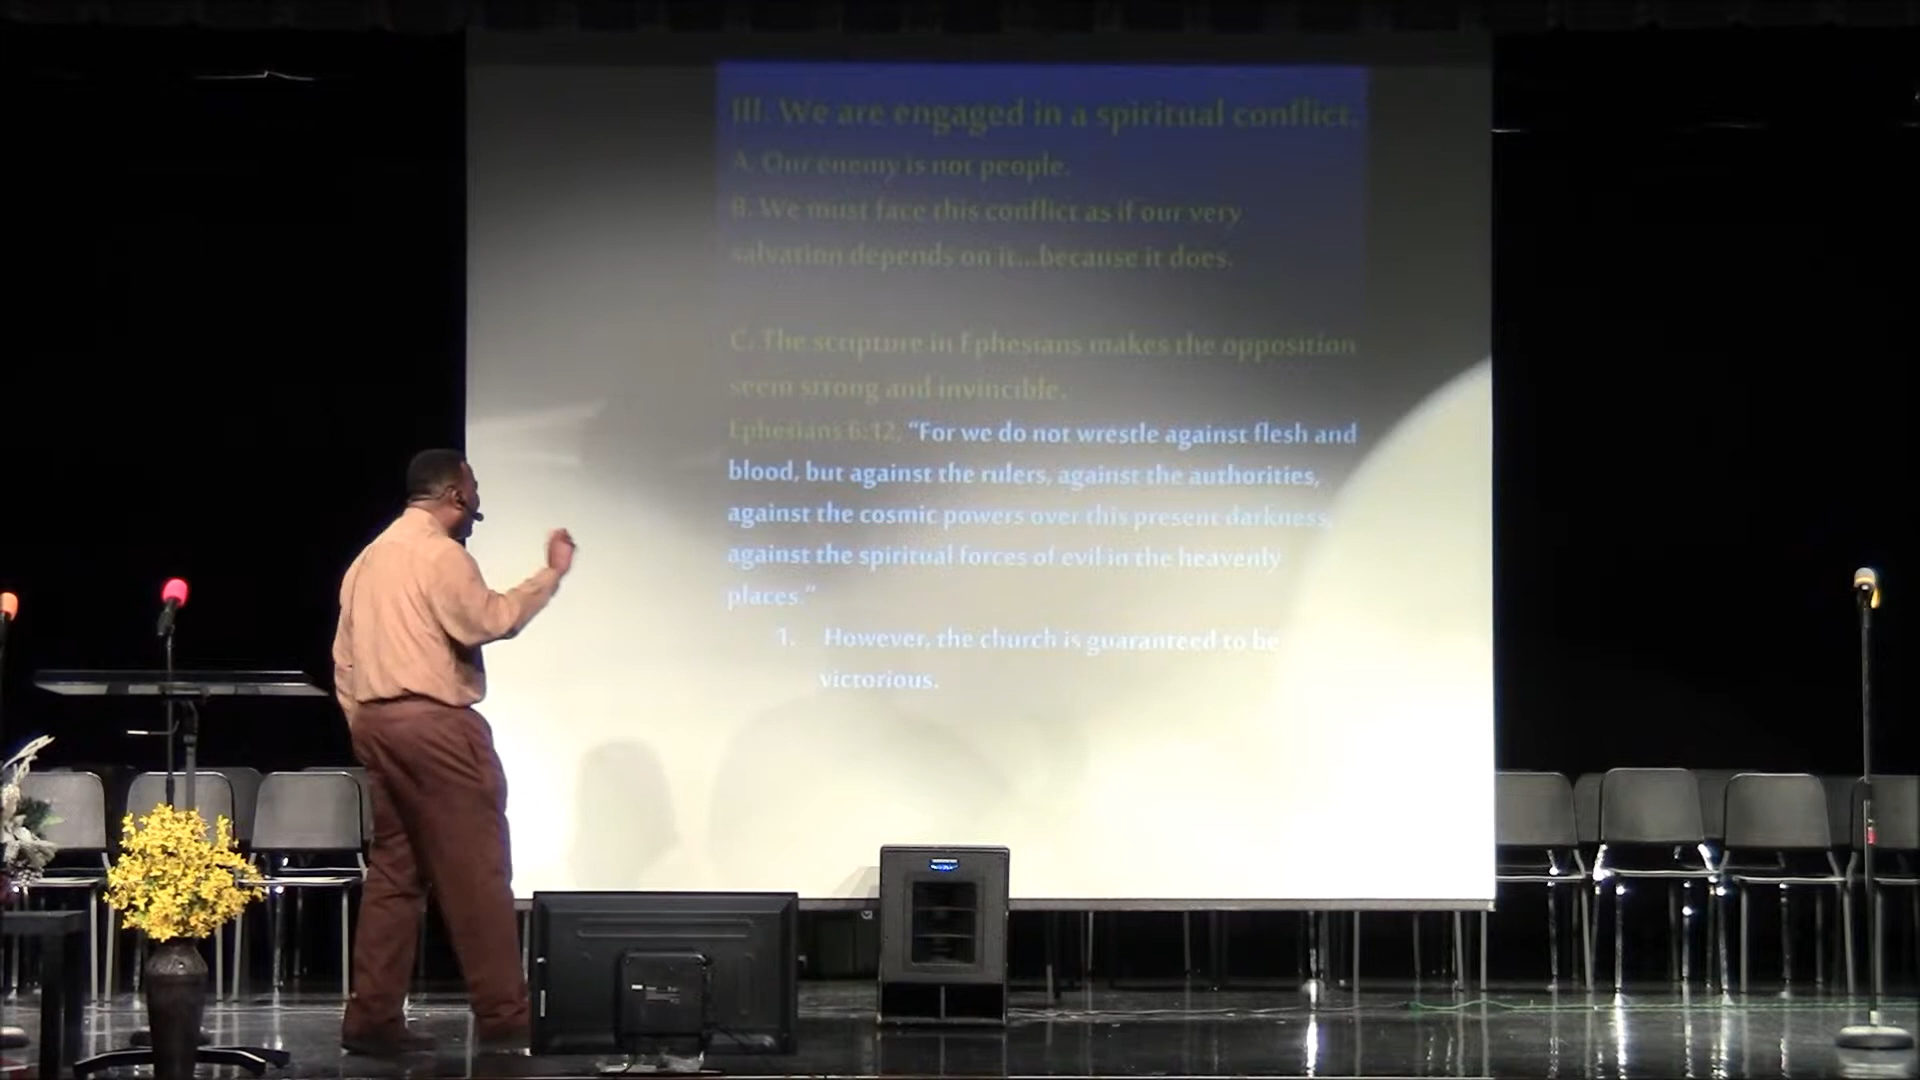 III. We are engaged in a spiritual conflict.
A. Our enemy is not people.
B. We must face this conflict as if our very
salvation depends on it...because it does.
C. The scripture in Ephesians makes the opposition
seem strong and invincible.
Ephesians 6:12, “For we do not wrestle against flesh and
blood, but against the rulers, against the authorities,
against the cosmic powers over this present darkness,
against the spiritual forces of evil in the heavenly
places.”
1. However, the church is guaranteed to be
victorious.